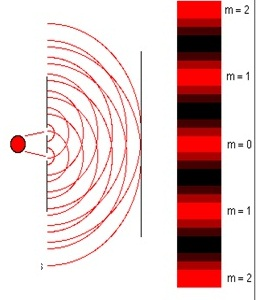 m = 2
m = 1
m = 0
m = 1
m = 2
s